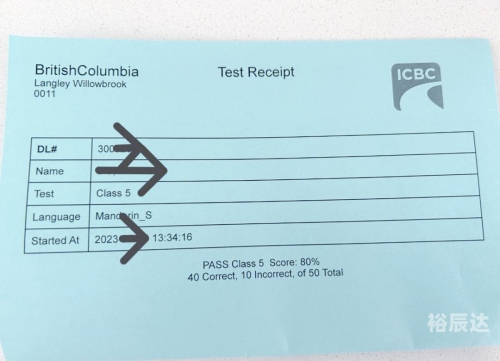 BritishColumbia
Langley Willowbrook
0011
Test Receipt
ICBC
DL# 300
Name
Test Class 5
Language Mandarin_S
Started At 2023 13:34:16
PASS Class 5 Score: 80%
40 Correct, 10 Incorrect, of 50 Total
裕辰达